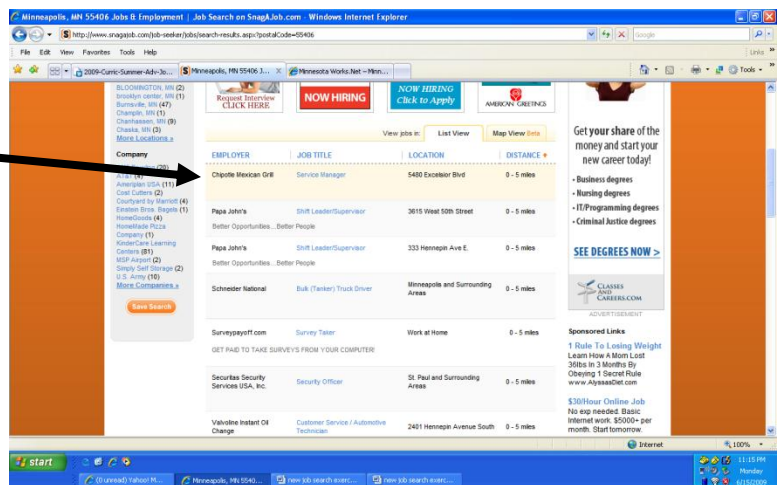 Minneapolis, MN 55406 Jobs & Employment | Job Search on SnagAJob.com - Windows Internet Explorer
http://www.snagajob.com/job-seeker/jobs/search-results.aspx?postalCode=55406
Google
File Edit View Favorites Tools Help
Links
2009-Curric-Summer-Adv-Jo...
Minneapolis, MN 55406 J...
Minnesota Works.Net – Minn...
Tools
BLOOMINGTON, MN (2)
brooklyn center, MN (1)
Burnsville, MN (47)
Champlin, MN (1)
Chanhassen, MN (9)
Chaska, MN (3)
More Locations »
Company
(20)
AT&T (4)
Ameriplan USA (11)
Cost Cutters (2)
Courtyard by Marriott (4)
Einstein Bros. Bagels (1)
HomeGoods (4)
HomeMade Pizza
Company (1)
KinderCare Learning
Centers (81)
MSP Airport (2)
Simply Self Storage (2)
U.S. Army (10)
More Companies »
Save Search
Request Interview
CLICK HERE
NOW HIRING
NOW HIRING
Click to Apply
AMERICAN GREETINGS
View jobs in: List View Map View Beta
EMPLOYER JOB TITLE LOCATION DISTANCE
Chipotle Mexican Grill Service Manager 5480 Excelsior Blvd 0 - 5 miles
Papa John's Shift Leader/Supervisor 3615 West 50th Street 0 - 5 miles
Better Opportunities...Better People.
Papa John's Shift Leader/Supervisor 333 Hennepin Ave E. 0 - 5 miles
Better Opportunities...Better People.
Schneider National Bulk (Tanker) Truck Driver Minneapolis and Surrounding Areas 0 - 5 miles
Surveypayoff.com Survey Taker Work at Home 0 - 5 miles
GET PAID TO TAKE SURVEYS FROM YOUR COMPUTER!
Securitas Security Services USA, Inc. Security Officer St. Paul and Surrounding Areas 0 - 5 miles
Valvoline Instant Oil Change Customer Service / Automotive Technician 2401 Hennepin Avenue South 0 - 5 miles
Get your share of the
money and start your
new career today!
• Business degrees
• Nursing degrees
• IT/Programming degrees
• Criminal Justice degrees
SEE DEGREES NOW >
CLASSES
AND
CAREERS.COM
ADVERTISEMENT
Sponsored Links
1 Rule To Losing Weight
Learn How A Mom Lost
36lbs In 3 Months By
Obeying 1 Secret Rule
www.AlyssasDiet.com
$30/Hour Online Job
No exp needed. Basic
Internet work. $5000+ per
month. Start tomorrow.
Internet
100%
start
(0 unread) Yahoo! M...
Minneapolis, MN 5540...
new job search exerc...
new job search exerc...
11:15 PM
Monday
6/15/2009